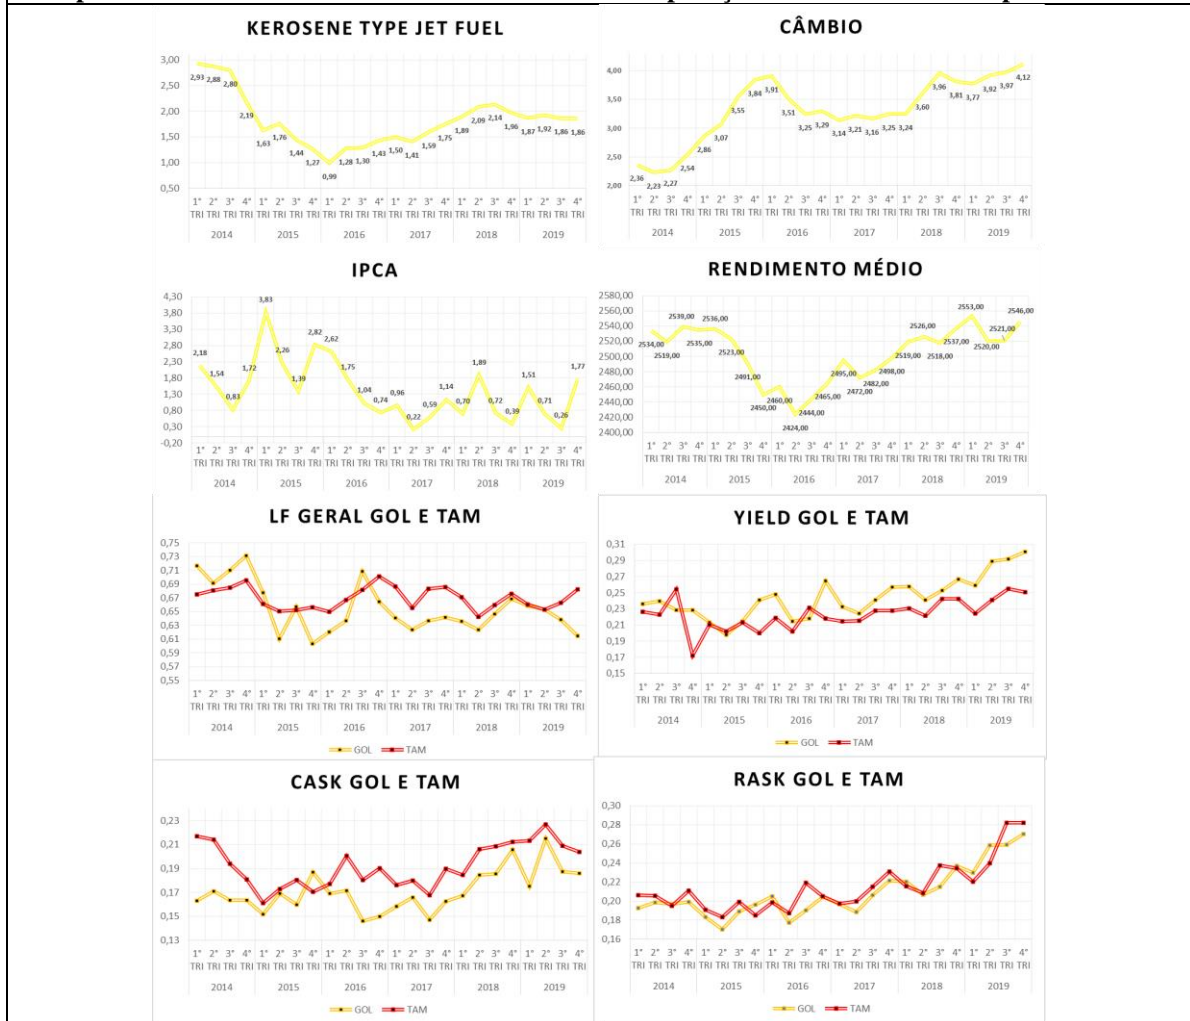 KEROSENE TYPE JET FUEL
3,00
2,50
2,00
1,50
1,00
0,50
2,93 2,88 2,80 2,19 1,63 1,76 1,44 1,27 0,99 1,28 1,30 1,43 1,50 1,41 1,59 1,75 1,89 2,09 2,14 1,96 1,87 1,92 1,86 1,86
1° 2° 3° 4° 1° 2° 3° 4° 1° 2° 3° 4° 1° 2° 3° 4° 1° 2° 3° 4° 1° 2° 3° 4°
TRI TRI TRI TRI TRI TRI TRI TRI TRI TRI TRI TRI TRI TRI TRI TRI TRI TRI TRI TRI TRI TRI TRI TRI
2014 2015 2016 2017 2018 2019
CÂMBIO
4,00
3,50
3,00
2,50
2,00
2,36 2,23 2,27 2,54 2,86 3,07 3,55 3,84 3,91 3,51 3,25 3,29 3,14 3,21 3,16 3,25 3,24 3,60 3,96 3,81 3,77 3,92 3,97 4,12
1° 2° 3° 4° 1° 2° 3° 4° 1° 2° 3° 4° 1° 2° 3° 4° 1° 2° 3° 4° 1° 2° 3° 4°
TRI TRI TRI TRI TRI TRI TRI TRI TRI TRI TRI TRI TRI TRI TRI TRI TRI TRI TRI TRI TRI TRI TRI TRI
2014 2015 2016 2017 2018 2019
IPCA
4,30
3,80
3,30
2,80
2,30
1,80
1,30
0,80
0,30
-0,20
2,18 1,54 0,83 1,72 3,83 2,26 1,39 2,82 2,62 1,75 1,04 0,74 0,96 0,22 0,59 1,14 0,70 1,89 0,72 0,39 1,51 0,71 0,26 1,77
1° 2° 3° 4° 1° 2° 3° 4° 1° 2° 3° 4° 1° 2° 3° 4° 1° 2° 3° 4° 1° 2° 3° 4°
TRI TRI TRI TRI TRI TRI TRI TRI TRI TRI TRI TRI TRI TRI TRI TRI TRI TRI TRI TRI TRI TRI TRI TRI
2014 2015 2016 2017 2018 2019
RENDIMENTO MÉDIO
2580,00
2560,00
2540,00
2520,00
2500,00
2480,00
2460,00
2440,00
2420,00
2400,00
2534,00 2519,00 2539,00 2535,00 2536,00 2523,00 2491,00 2450,00 2460,00 2424,00 2444,00 2465,00 2495,00 2472,00 2482,00 2498,00 2519,00 2526,00 2518,00 2537,00 2553,00 2520,00 2521,00 2546,00
1° 2° 3° 4° 1° 2° 3° 4° 1° 2° 3° 4° 1° 2° 3° 4° 1° 2° 3° 4° 1° 2° 3° 4°
TRI TRI TRI TRI TRI TRI TRI TRI TRI TRI TRI TRI TRI TRI TRI TRI TRI TRI TRI TRI TRI TRI TRI TRI
2014 2015 2016 2017 2018 2019
LF GERAL GOL E TAM
0,75
0,73
0,71
0,69
0,67
0,65
0,63
0,61
0,59
0,57
0,55
1° 2° 3° 4° 1° 2° 3° 4° 1° 2° 3° 4° 1° 2° 3° 4° 1° 2° 3° 4° 1° 2° 3° 4°
TRI TRI TRI TRI TRI TRI TRI TRI TRI TRI TRI TRI TRI TRI TRI TRI TRI TRI TRI TRI TRI TRI TRI TRI
2014 2015 2016 2017 2018 2019
GOL TAM
YIELD GOL E TAM
0,31
0,29
0,27
0,25
0,23
0,21
0,19
0,17
0,15
1° 2° 3° 4° 1° 2° 3° 4° 1° 2° 3° 4° 1° 2° 3° 4° 1° 2° 3° 4° 1° 2° 3° 4°
TRI TRI TRI TRI TRI TRI TRI TRI TRI TRI TRI TRI TRI TRI TRI TRI TRI TRI TRI TRI TRI TRI TRI TRI
2014 2015 2016 2017 2018 2019
GOL TAM
CASK GOL E TAM
0,23
0,21
0,19
0,17
0,15
0,13
1° 2° 3° 4° 1° 2° 3° 4° 1° 2° 3° 4° 1° 2° 3° 4° 1° 2° 3° 4° 1° 2° 3° 4°
TRI TRI TRI TRI TRI TRI TRI TRI TRI TRI TRI TRI TRI TRI TRI TRI TRI TRI TRI TRI TRI TRI TRI TRI
2014 2015 2016 2017 2018 2019
GOL TAM
RASK GOL E TAM
0,30
0,28
0,26
0,24
0,22
0,20
0,18
0,16
1° 2° 3° 4° 1° 2° 3° 4° 1° 2° 3° 4° 1° 2° 3° 4° 1° 2° 3° 4° 1° 2° 3° 4°
TRI TRI TRI TRI TRI TRI TRI TRI TRI TRI TRI TRI TRI TRI TRI TRI TRI TRI TRI TRI TRI TRI TRI TRI
2014 2015 2016 2017 2018 2019
GOL TAM